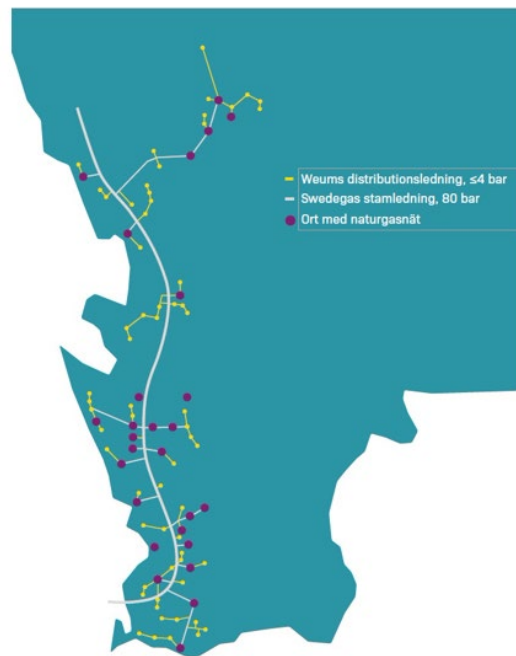 Weums distributionsledning, ≤4 bar
Swedegas stamledning, 80 bar
Ort med naturgasnät